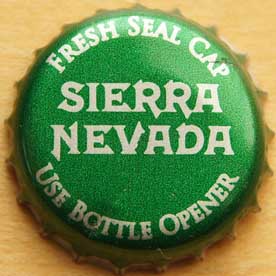 FRESH SEAL CAP
SIERRA
NEVADA
USE BOTTLE OPENER